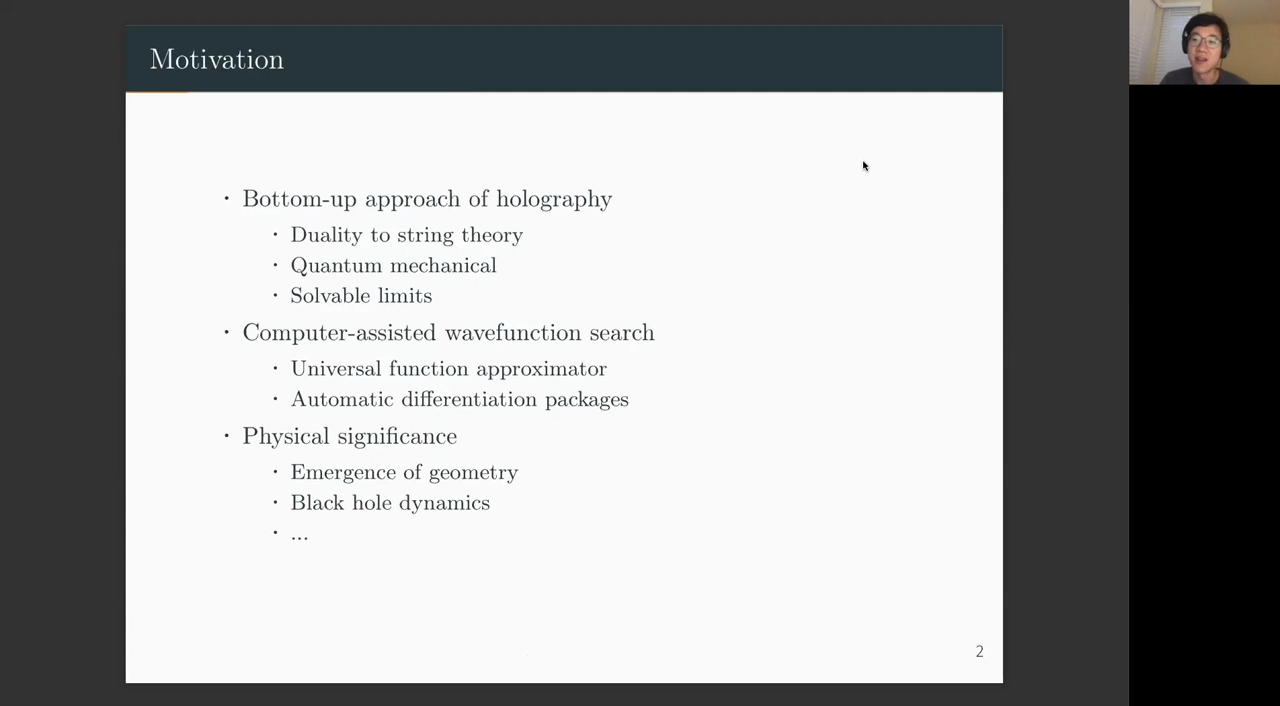 Motivation
· Bottom-up approach of holography
· Duality to string theory
· Quantum mechanical
· Solvable limits
· Computer-assisted wavefunction search
· Universal function approximator
· Automatic differentiation packages
· Physical significance
· Emergence of geometry
· Black hole dynamics
· ...
2